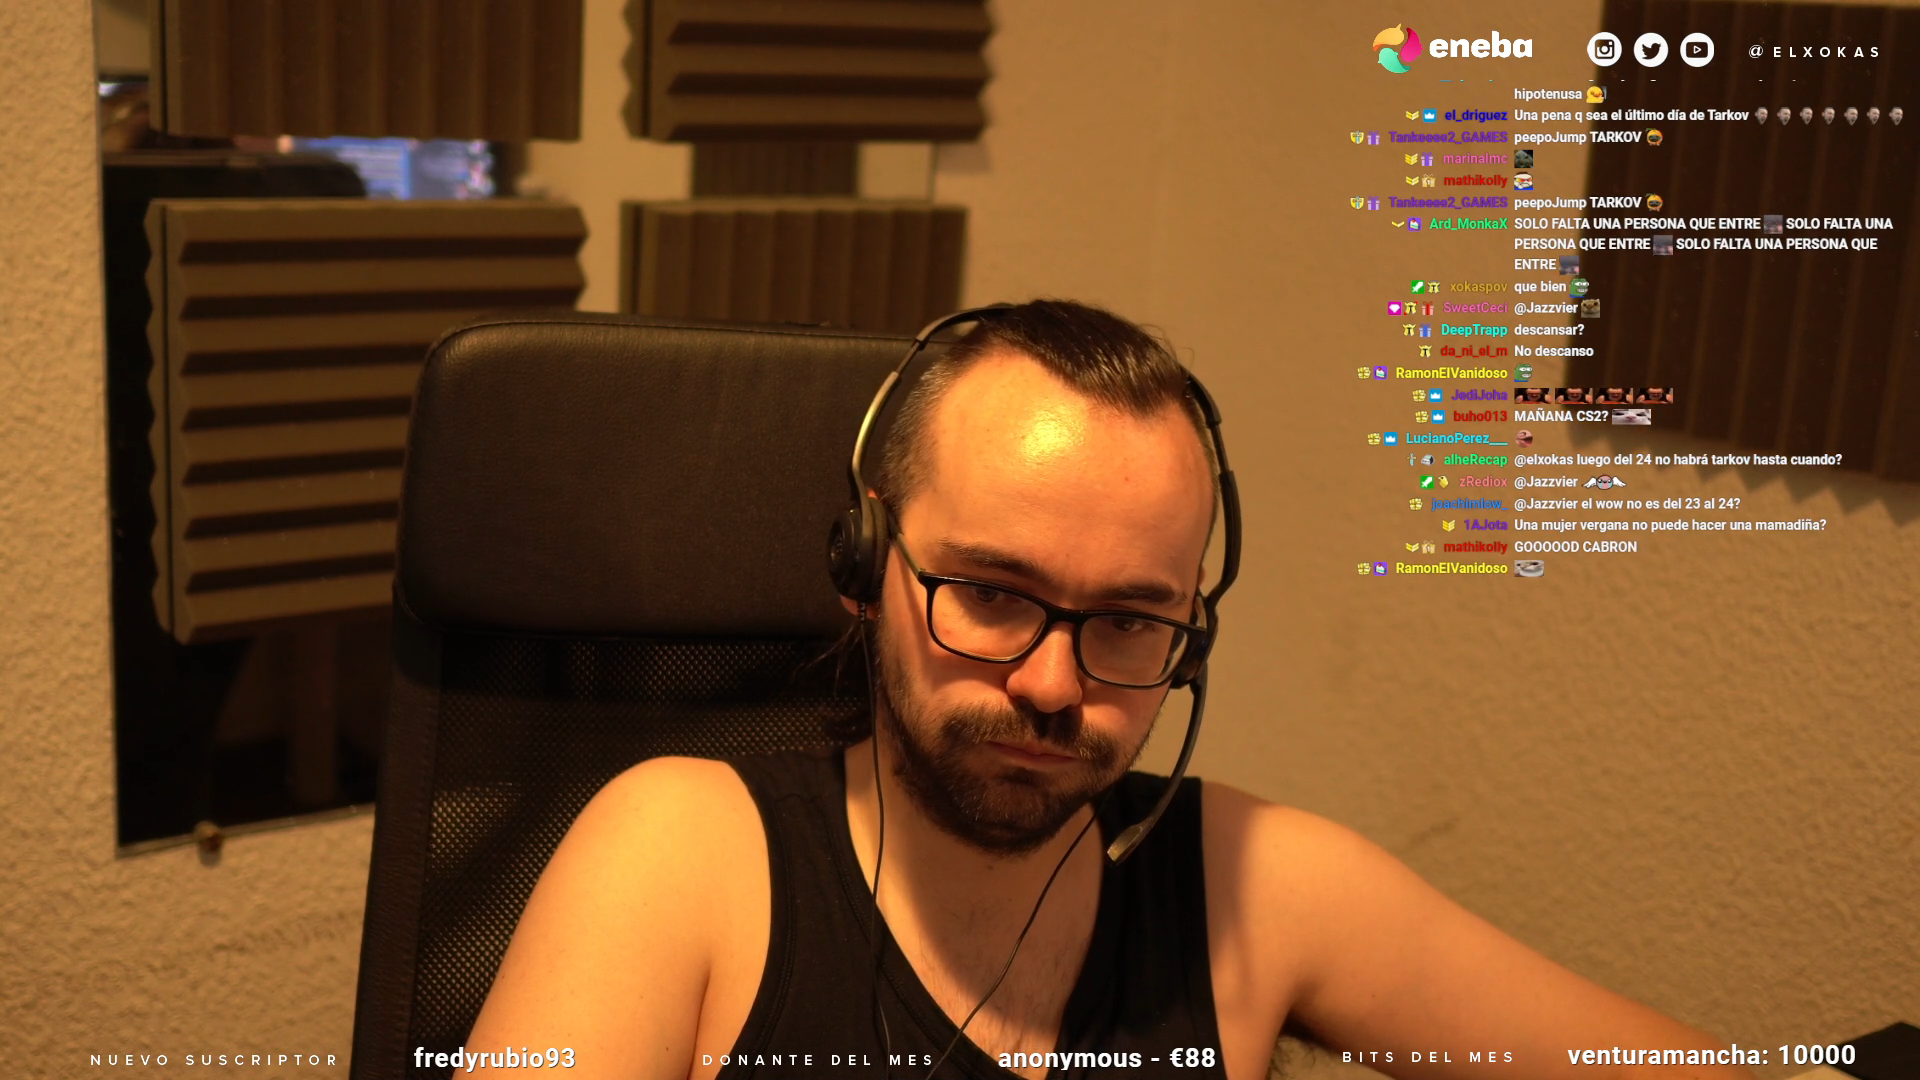 eneba
@ELXOKAS
hipotenusa
el_driguez Una pena q sea el último día de Tarkov
Tankeeee2_GAMES peepoJump TARKOV
marinalmc
mathikolly
Tankeeee2_GAMES peepoJump TARKOV
Ard_MonkaX SOLO FALTA UNA PERSONA QUE ENTRE SOLO FALTA UNA
PERSONA QUE ENTRE SOLO FALTA UNA PERSONA QUE
ENTRE
xokaspov que bien
SweetCeci @Jazzvier
DeepTrapp descansar?
da_ni_el_m No descanso
RamonElVanidoso
JediJoha
buho013 MAÑANA CS2?
LucianoPerez___
alheRecap @elxokas luego del 24 no habrá tarkov hasta cuando?
zRediox @Jazzvier
joachimlow_ @Jazzvier el wow no es del 23 al 24?
1AJota Una mujer vergana no puede hacer una mamadiña?
mathikolly GOOOOOD CABRON
RamonElVanidoso
NUEVO SUSCRIPTOR fredyrubio93 DONANTE DEL MES anonymous - €88 BITS DEL MES venturamancha: 10000